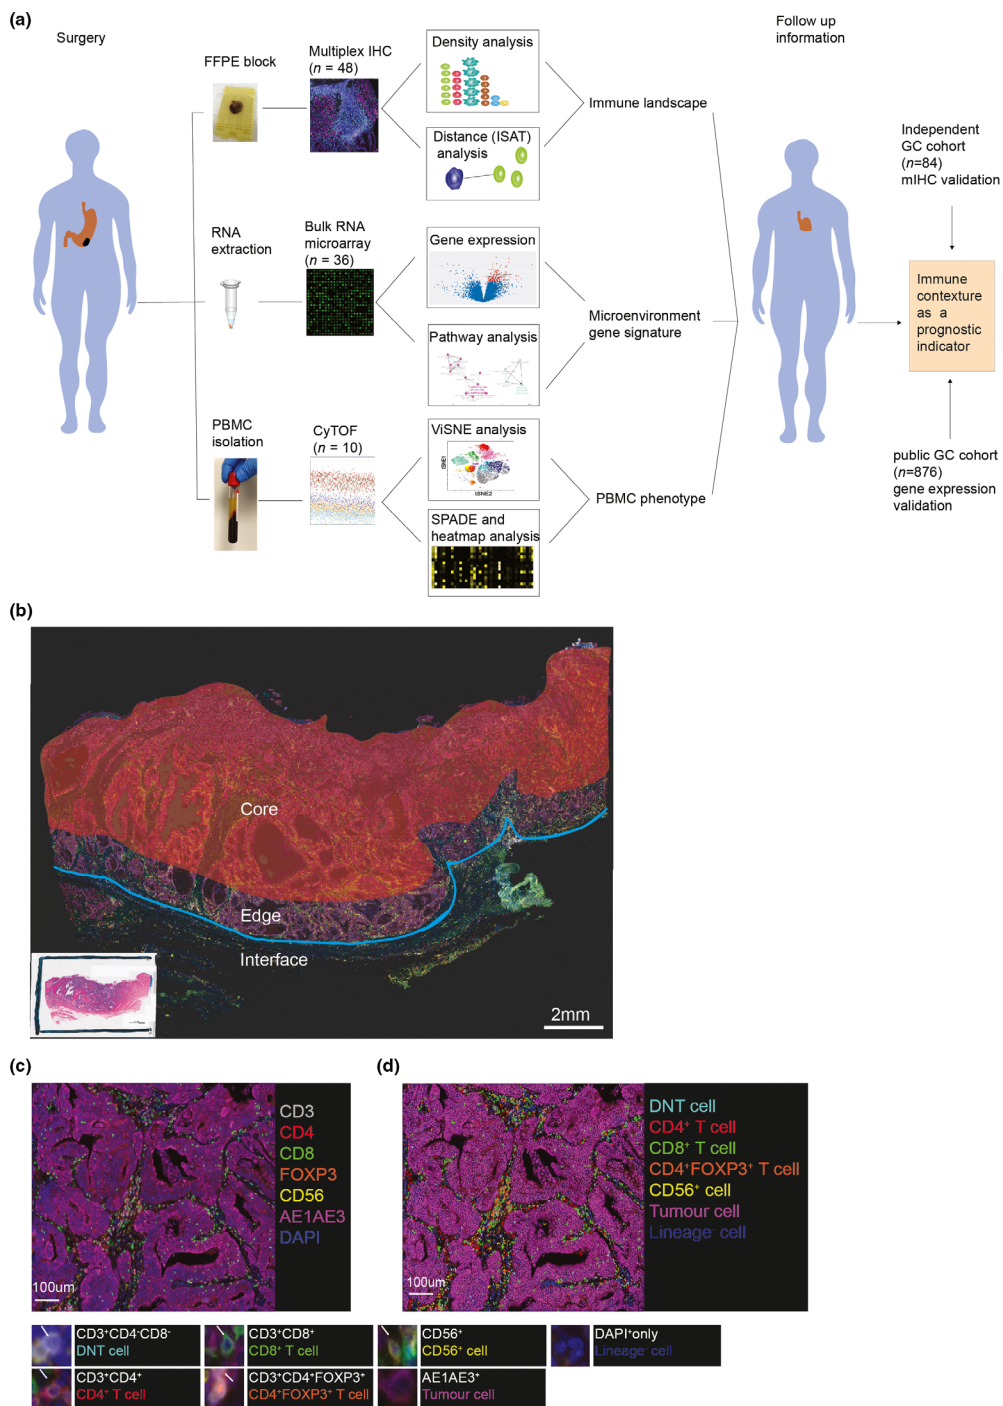 (a)
Surgery
Follow up
information
FFPE block
Multiplex IHC
(n = 48)
Density analysis
Distance (ISAT)
analysis
Immune landscape
Independent
GC cohort
(n=84)
mIHC validation
RNA
extraction
Bulk RNA
microarray
(n = 36)
Gene expression
Pathway analysis
Microenvironment
gene signature
Immune
contexture
as a
prognostic
indicator
PBMC
isolation
CyTOF
(n = 10)
ViSNE analysis
tSNE1
tSNE2
SPADE and
heatmap analysis
PBMC phenotype
public GC cohort
(n=876)
gene expression
validation
(b)
Core
Edge
Interface
2mm
(c)
CD3
CD4
CD8
FOXP3
CD56
AE1AE3
DAPI
100um
(d)
DNT cell
CD4⁺ T cell
CD8⁺ T cell
CD4⁺FOXP3⁺ T cell
CD56⁺ cell
Tumour cell
Lineage⁻ cell
100um
CD3⁺CD4⁻CD8⁻
DNT cell
CD3⁺CD8⁺
CD8⁺ T cell
CD56⁺
CD56⁺ cell
DAPI⁺only
Lineage⁻ cell
CD3⁺CD4⁺
CD4⁺ T cell
CD3⁺CD4⁺FOXP3⁺
CD4⁺FOXP3⁺ T cell
AE1AE3⁺
Tumour cell